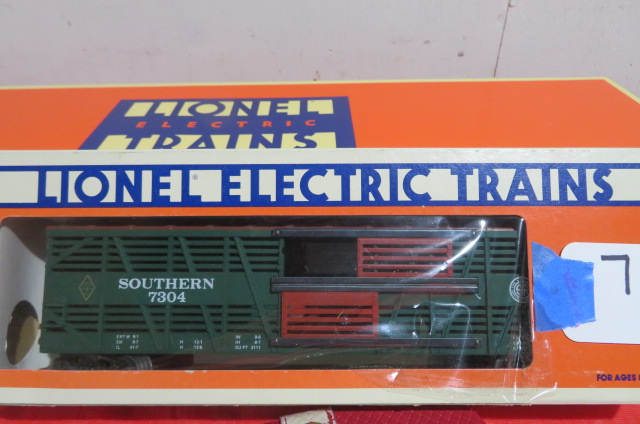 LIONEL
ELECTRIC
TRAINS
LIONEL ELECTRIC TRAINS
SOUTHERN
7304
7
FOR AGES